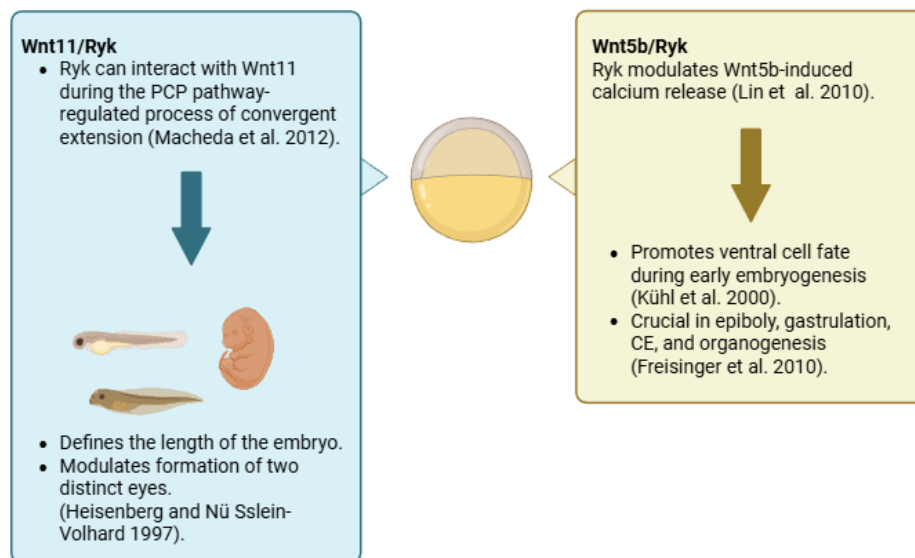 Wnt11/Ryk
• Ryk can interact with Wnt11
during the PCP pathway-
regulated process of convergent
extension (Macheda et al. 2012).
• Defines the length of the embryo.
• Modulates formation of two
distinct eyes.
(Heisenberg and Nü Sslein-
Volhard 1997).
Wnt5b/Ryk
Ryk modulates Wnt5b-induced
calcium release (Lin et al. 2010).
• Promotes ventral cell fate
during early embryogenesis
(Kühl et al. 2000).
• Crucial in epiboly, gastrulation,
CE, and organogenesis
(Freisinger et al. 2010).